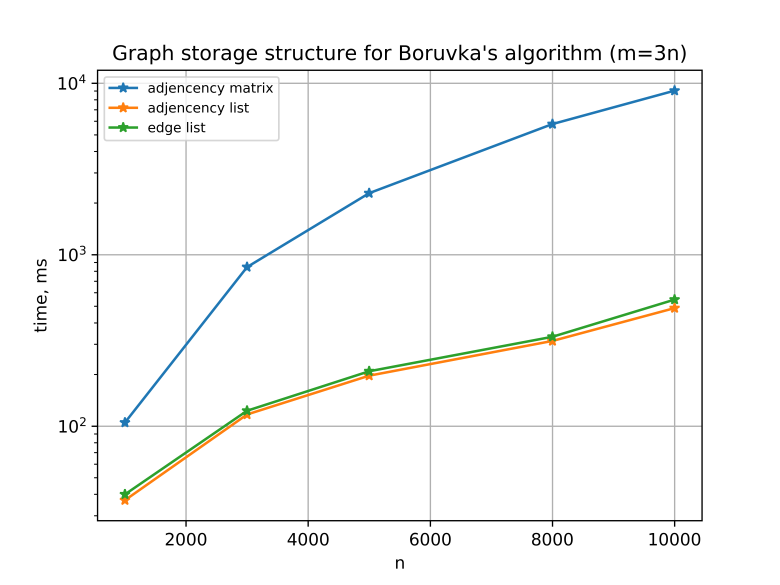 Graph storage structure for Boruvka's algorithm (m=3n)
adjencency matrix
adjencency list
edge list
10⁴
10³
10²
time, ms
2000 4000 6000 8000 10000
n